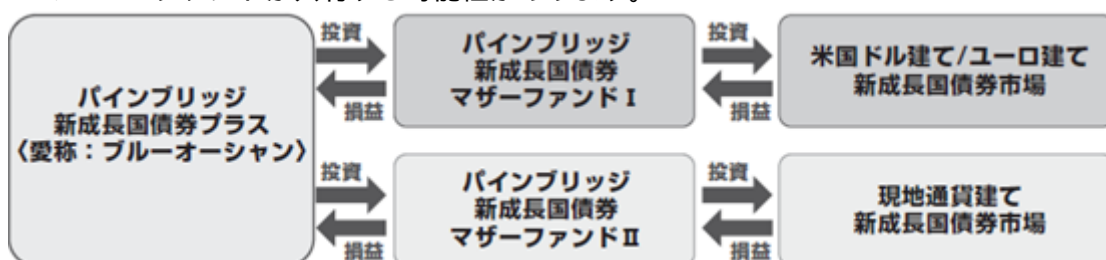 パインブリッジ
新成長国債券プラス
〈愛称：ブルーオーシャン〉
投資
損益
パインブリッジ
新成長国債券
マザーファンドⅠ
投資
損益
米国ドル建て/ユーロ建て
新成長国債券市場
投資
損益
パインブリッジ
新成長国債券
マザーファンドⅡ
投資
損益
現地通貨建て
新成長国債券市場